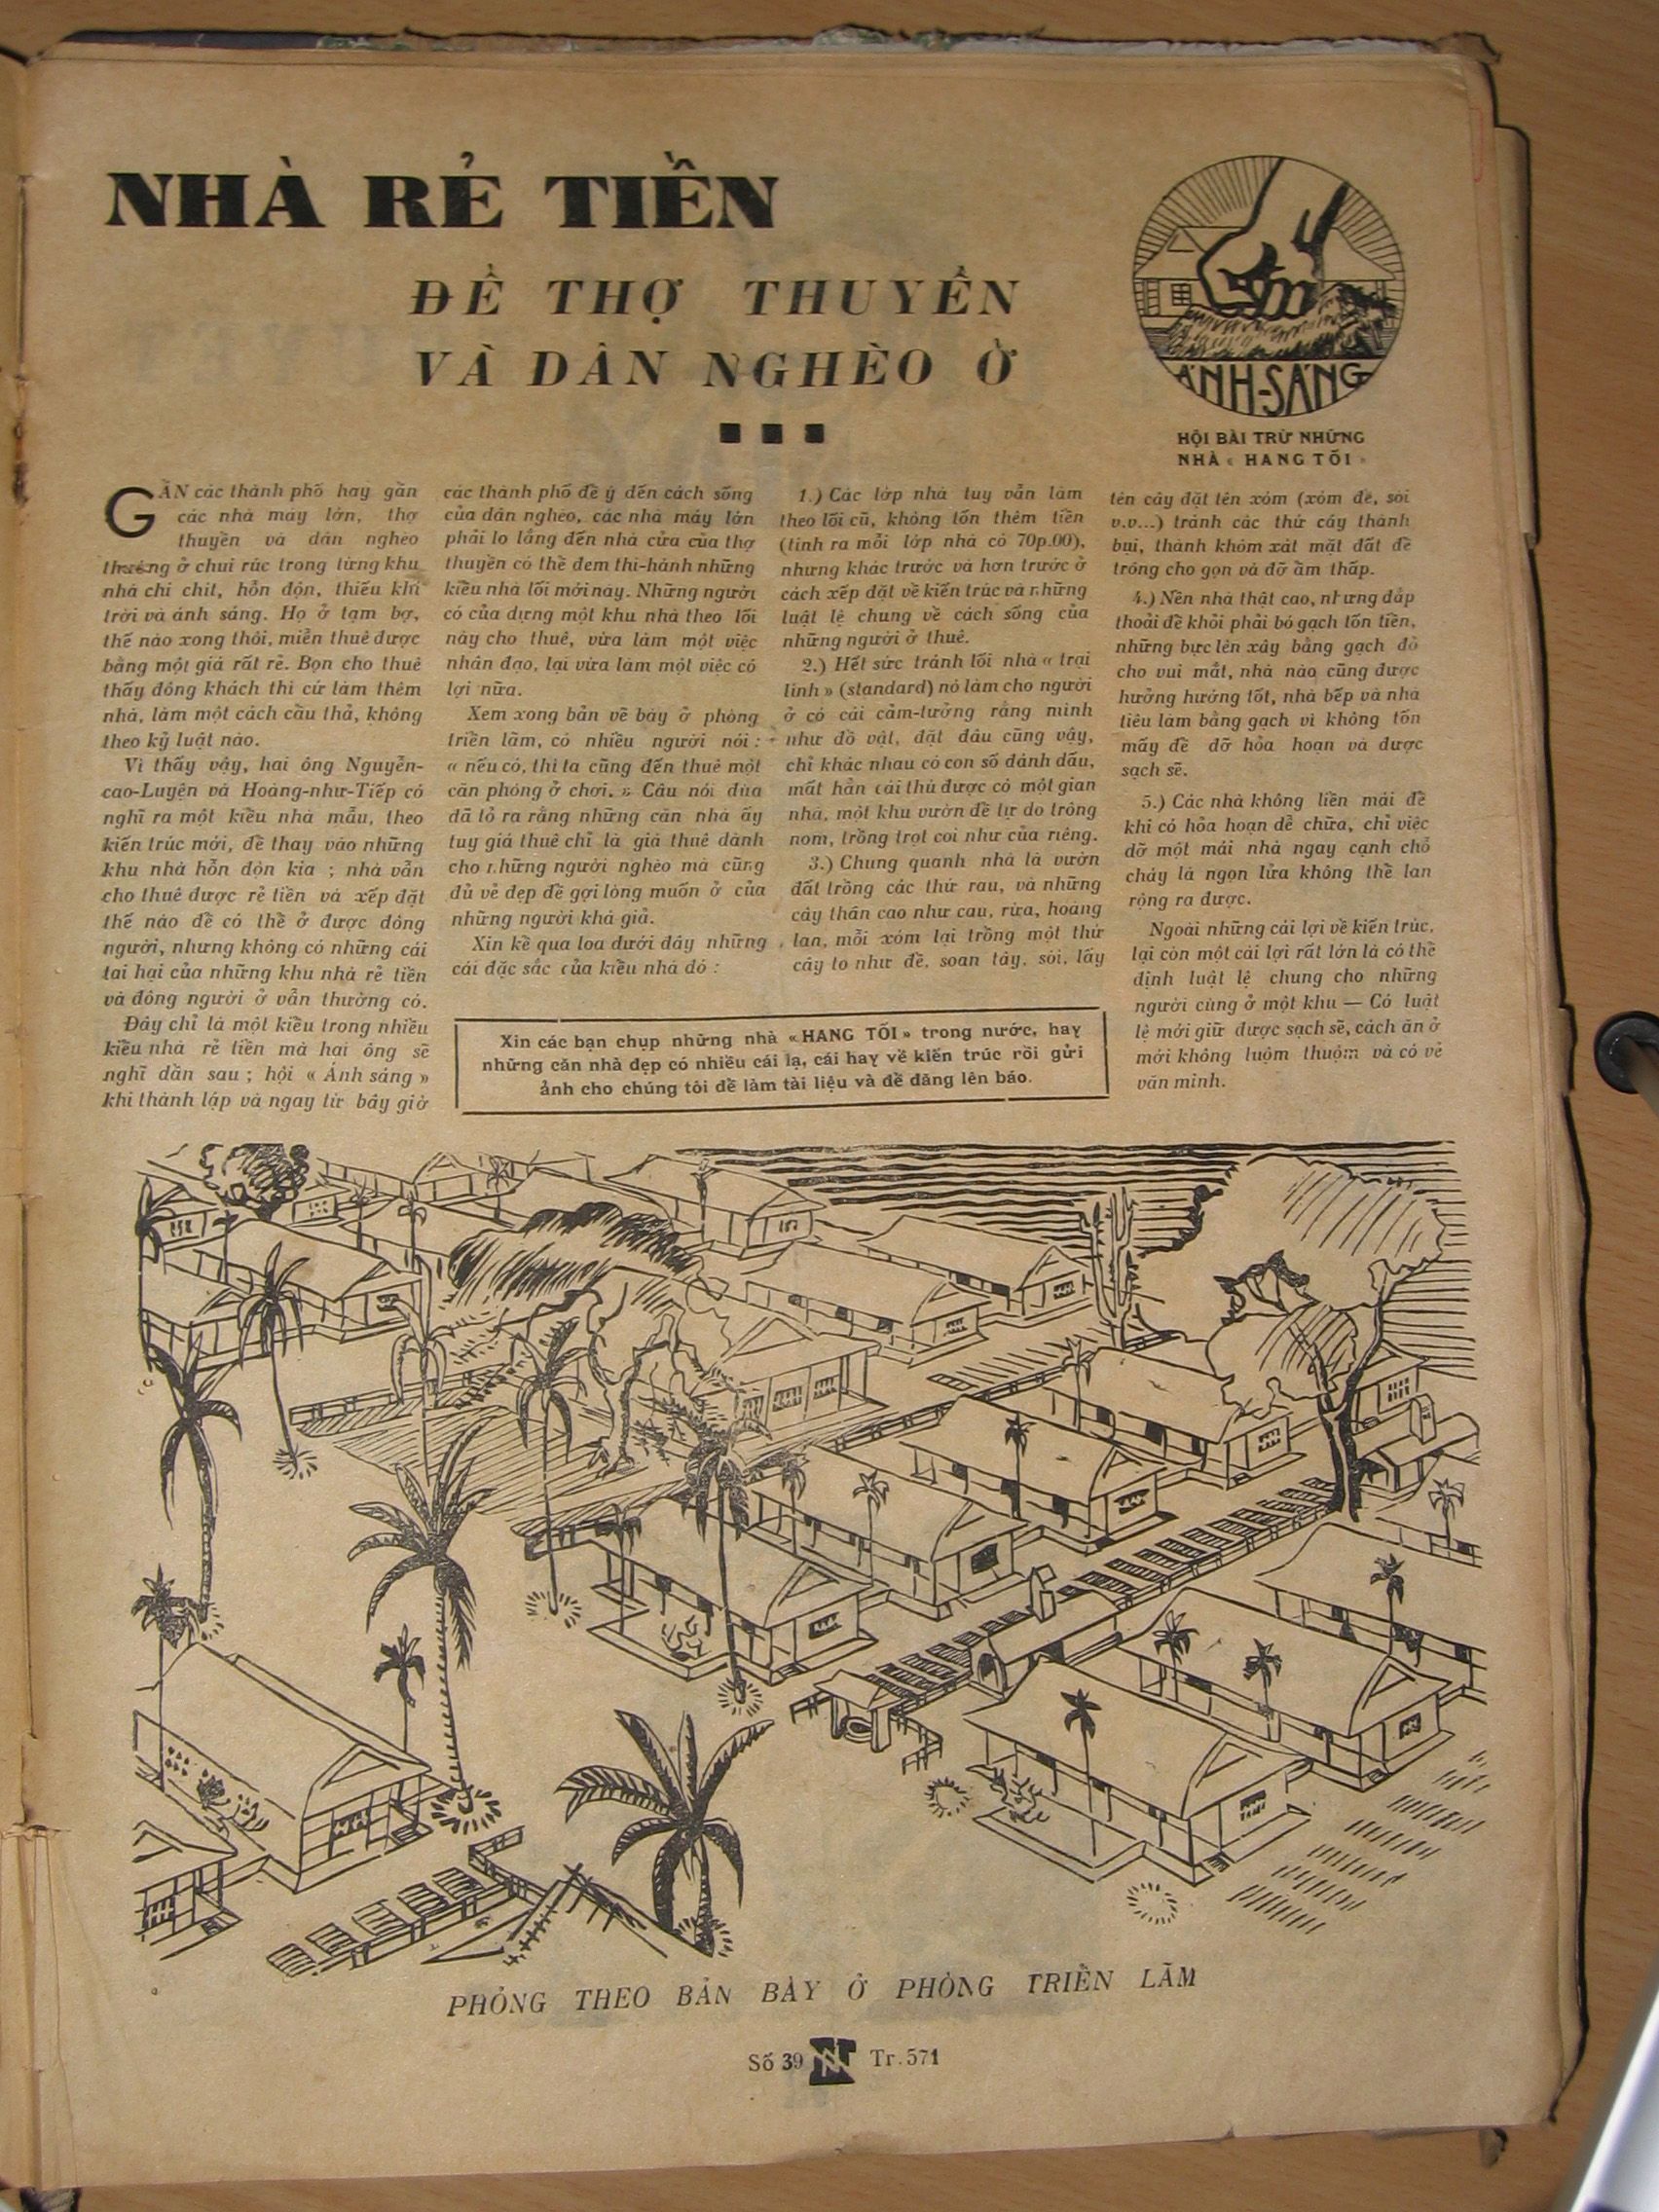 NHÀ RẺ TIỀN
ĐỂ THỢ THUYỀN
VÀ DÂN NGHÈO Ở
ÁNH-SÁNG
HỘI BÀI TRỪ NHỮNG
NHÀ « HANG TỐI »
GẦN các thành phố hay gần
các nhà máy lớn, thợ
thuyền và dân nghèo
thường ở chui rúc trong từng khu
nhà chi chít, hỗn độn, thiếu khí
trời và ánh sáng. Họ ở tạm bợ,
thế nào xong thôi, miễn thuê được
bằng một giá rất rẻ. Bọn cho thuê
thấy đông khách thì cứ làm thêm
nhà, làm một cách cầu thả, không
theo kỷ luật nào.
Vì thấy vậy, hai ông Nguyễn-
cao-Luyện và Hoàng-như-Tiếp có
nghĩ ra một kiểu nhà mẫu, theo
kiến trúc mới, để thay vào những
khu nhà hỗn độn kia ; nhà vẫn
cho thuê được rẻ tiền và xếp đặt
thế nào để có thể ở được đông
người, nhưng không có những cái
tai hại của những khu nhà rẻ tiền
và đông người ở vẫn thường có.
Đây chỉ là một kiểu trong nhiều
kiểu nhà rẻ tiền mà hai ông sẽ
nghĩ dần sau ; hội « Ánh sáng »
khi thành lập và ngay từ bây giờ
các thành phố để ý đến cách sống
của dân nghèo, các nhà máy lớn
phải lo lắng đến nhà cửa của thợ
thuyền có thể đem thi-hành những
kiểu nhà lối mới này. Những người
có của dựng một khu nhà theo lối
này cho thuê, vừa làm một việc
nhân đạo, lại vừa làm một việc có
lợi nữa.
Xem xong bản vẽ bày ở phòng
triển lãm, có nhiều người nói :
« nếu có, thì ta cũng đến thuê một
căn phòng ở chơi. » Câu nói đùa
đã tỏ ra rằng những căn nhà ấy
tuy giá thuê chỉ là giá thuê dành
cho những người nghèo mà cũng
đủ vẻ đẹp để gợi lòng muốn ở của
những người khá giả.
Xin kể qua loa dưới đây những
cái đặc sắc của kiểu nhà đó :
1.) Các lớp nhà tuy vẫn làm
theo lối cũ, không tốn thêm tiền
(tính ra mỗi lớp nhà có 70p.00),
nhưng khác trước và hơn trước ở
cách xếp đặt về kiến trúc và những
luật lệ chung về cách sống của
những người ở thuê.
2.) Hết sức tránh lối nhà « trại
lính » (standard) nó làm cho người
ở có cái cảm-tưởng rằng mình
như đồ vật, đặt đâu cũng vậy,
chỉ khác nhau có con số đánh dấu,
mất hẳn cái thú được có một gian
nhà, một khu vườn để tự do trông
nom, trồng trọt coi như của riêng.
3.) Chung quanh nhà là vườn
đất trồng các thứ rau, và những
cây thân cao như cau, rừa, hoàng
lan, mỗi xóm lại trồng một thứ
cây to như đề, soan tây, sòi, lấy
tên cây đặt tên xóm (xóm đề, sòi
v.v...) tránh các thứ cây thành
bụi, thành khóm xát mặt đất để
trông cho gọn và đỡ ẩm thấp.
4.) Nền nhà thật cao, nhưng đắp
thoải để khỏi phải bó gạch tốn tiền,
những bực lên xây bằng gạch đỏ
cho vui mắt, nhà nào cũng được
hưởng hướng tốt, nhà bếp và nhà
tiêu làm bằng gạch vì không tốn
mấy để đỡ hỏa hoạn và được
sạch sẽ.
5.) Các nhà không liền mái để
khi có hỏa hoạn dễ chữa, chỉ việc
dỡ một mái nhà ngay cạnh chỗ
cháy là ngọn lửa không thể lan
rộng ra được.
Ngoài những cái lợi về kiến trúc,
lại còn một cái lợi rất lớn là có thể
định luật lệ chung cho những
người cùng ở một khu — Có luật
lệ mới giữ được sạch sẽ, cách ăn ở
mới không luộm thuộm và có vẻ
văn minh.
Xin các bạn chụp những nhà «HANG TỐI» trong nước, hay
những căn nhà đẹp có nhiều cái lạ, cái hay về kiến trúc rồi gửi
ảnh cho chúng tôi để làm tài liệu và để đăng lên báo.
PHỎNG THEO BẢN BÀY Ở PHÒNG TRIỂN LÃM
Số 39 Tr.571